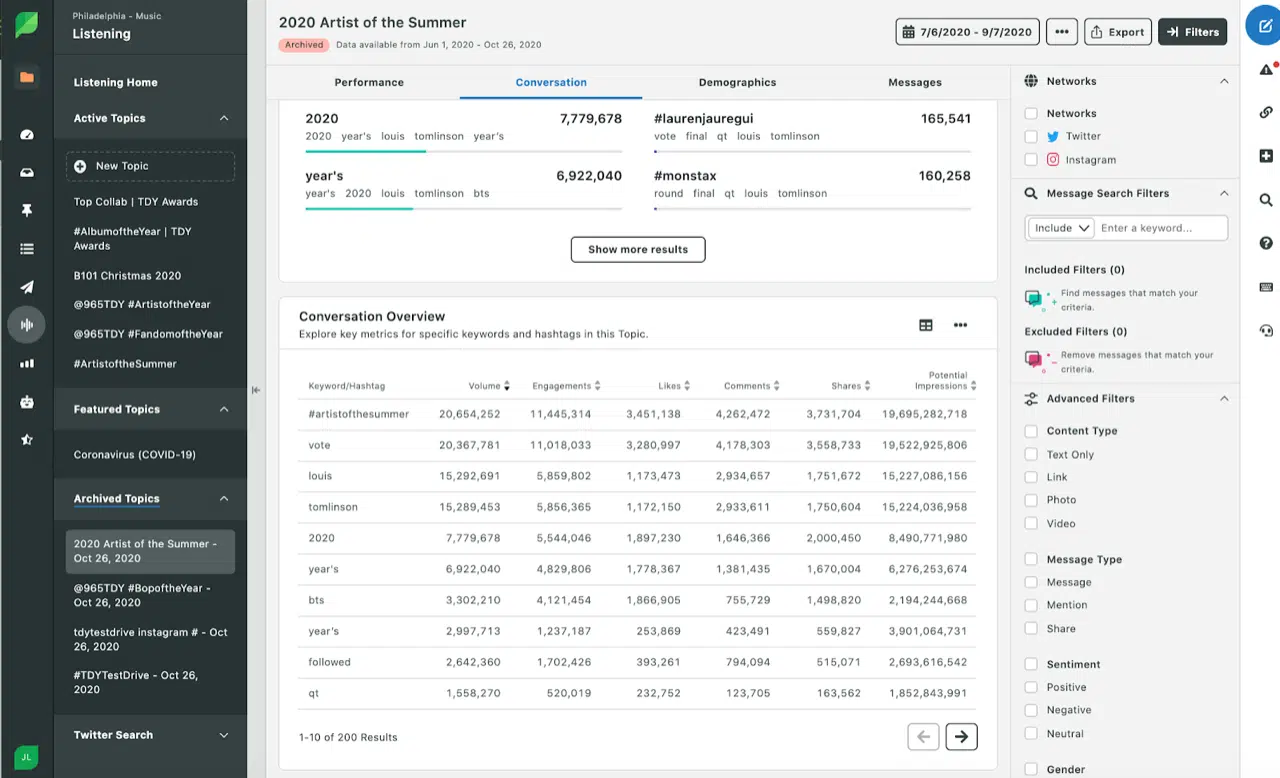 Philadelphia - Music
Listening
Listening Home
Active Topics
New Topic
Top Collab | TDY Awards
#AlbumoftheYear | TDY
Awards
B101 Christmas 2020
@965TDY #ArtistoftheYear
@965TDY #FandomoftheYear
#ArtistoftheSummer
Featured Topics
Coronavirus (COVID-19)
Archived Topics
2020 Artist of the Summer -
Oct 26, 2020
@965TDY #BopoftheYear -
Oct 26, 2020
tdytestdrive instagram # - Oct
26, 2020
#TDYTestDrive - Oct 26,
2020
Twitter Search
JL
2020 Artist of the Summer
Archived Data available from Jun 1, 2020 - Oct 26, 2020
7/6/2020 - 9/7/2020 Export Filters
Performance Conversation Demographics Messages
2020 7,779,678
2020 year's louis tomlinson year's
year's 6,922,040
year's 2020 louis tomlinson bts
#laurenjauregui 165,541
vote final qt louis tomlinson
#monstax 160,258
round final qt louis tomlinson
Show more results
Conversation Overview
Explore key metrics for specific keywords and hashtags in this Topic.
Keyword/Hashtag Volume Engagements Likes Comments Shares Potential Impressions
#artistofthesummer 20,654,252 11,445,314 3,451,138 4,262,472 3,731,704 19,695,282,718
vote 20,367,781 11,018,033 3,280,997 4,178,303 3,558,733 19,522,925,806
louis 15,292,691 5,859,802 1,173,473 2,934,657 1,751,672 15,227,086,156
tomlinson 15,289,453 5,856,365 1,172,150 2,933,611 1,750,604 15,224,036,958
2020 7,779,678 5,544,046 1,897,230 1,646,366 2,000,450 8,490,771,980
year's 6,922,040 4,829,806 1,778,367 1,381,435 1,670,004 6,276,253,674
bts 3,302,210 4,121,454 1,866,905 755,729 1,498,820 2,194,244,668
year's 2,997,713 1,237,187 253,869 423,491 559,827 3,901,064,731
followed 2,642,360 1,702,426 393,261 794,094 515,071 2,693,616,542
qt 1,558,270 520,019 232,752 123,705 163,562 1,852,843,991
1-10 of 200 Results
Networks
Networks
Twitter
Instagram
Message Search Filters
Include Enter a keyword...
Included Filters (0)
Find messages that match your
criteria.
Excluded Filters (0)
Remove messages that match your
criteria.
Advanced Filters
Content Type
Text Only
Link
Photo
Video
Message Type
Message
Mention
Share
Sentiment
Positive
Negative
Neutral
Gender